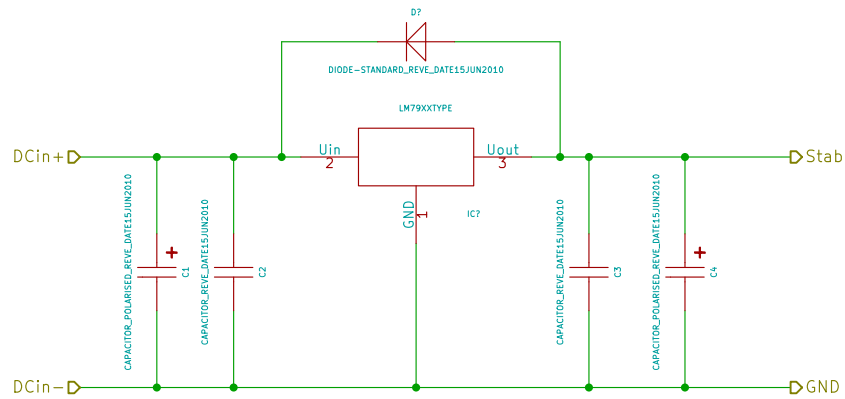 D?
DIODE-STANDARD_REVE_DATE15JUN2010
LM79XXTYPE
DCin+
Uin
2
Uout
3
Stab
GND
1
IC?
CAPACITOR_POLARISED_REVE_DATE15JUN2010
+
C1
CAPACITOR_REVE_DATE15JUN2010
C2
CAPACITOR_REVE_DATE15JUN2010
C3
CAPACITOR_POLARISED_REVE_DATE15JUN2010
+
C4
DCin-
GND